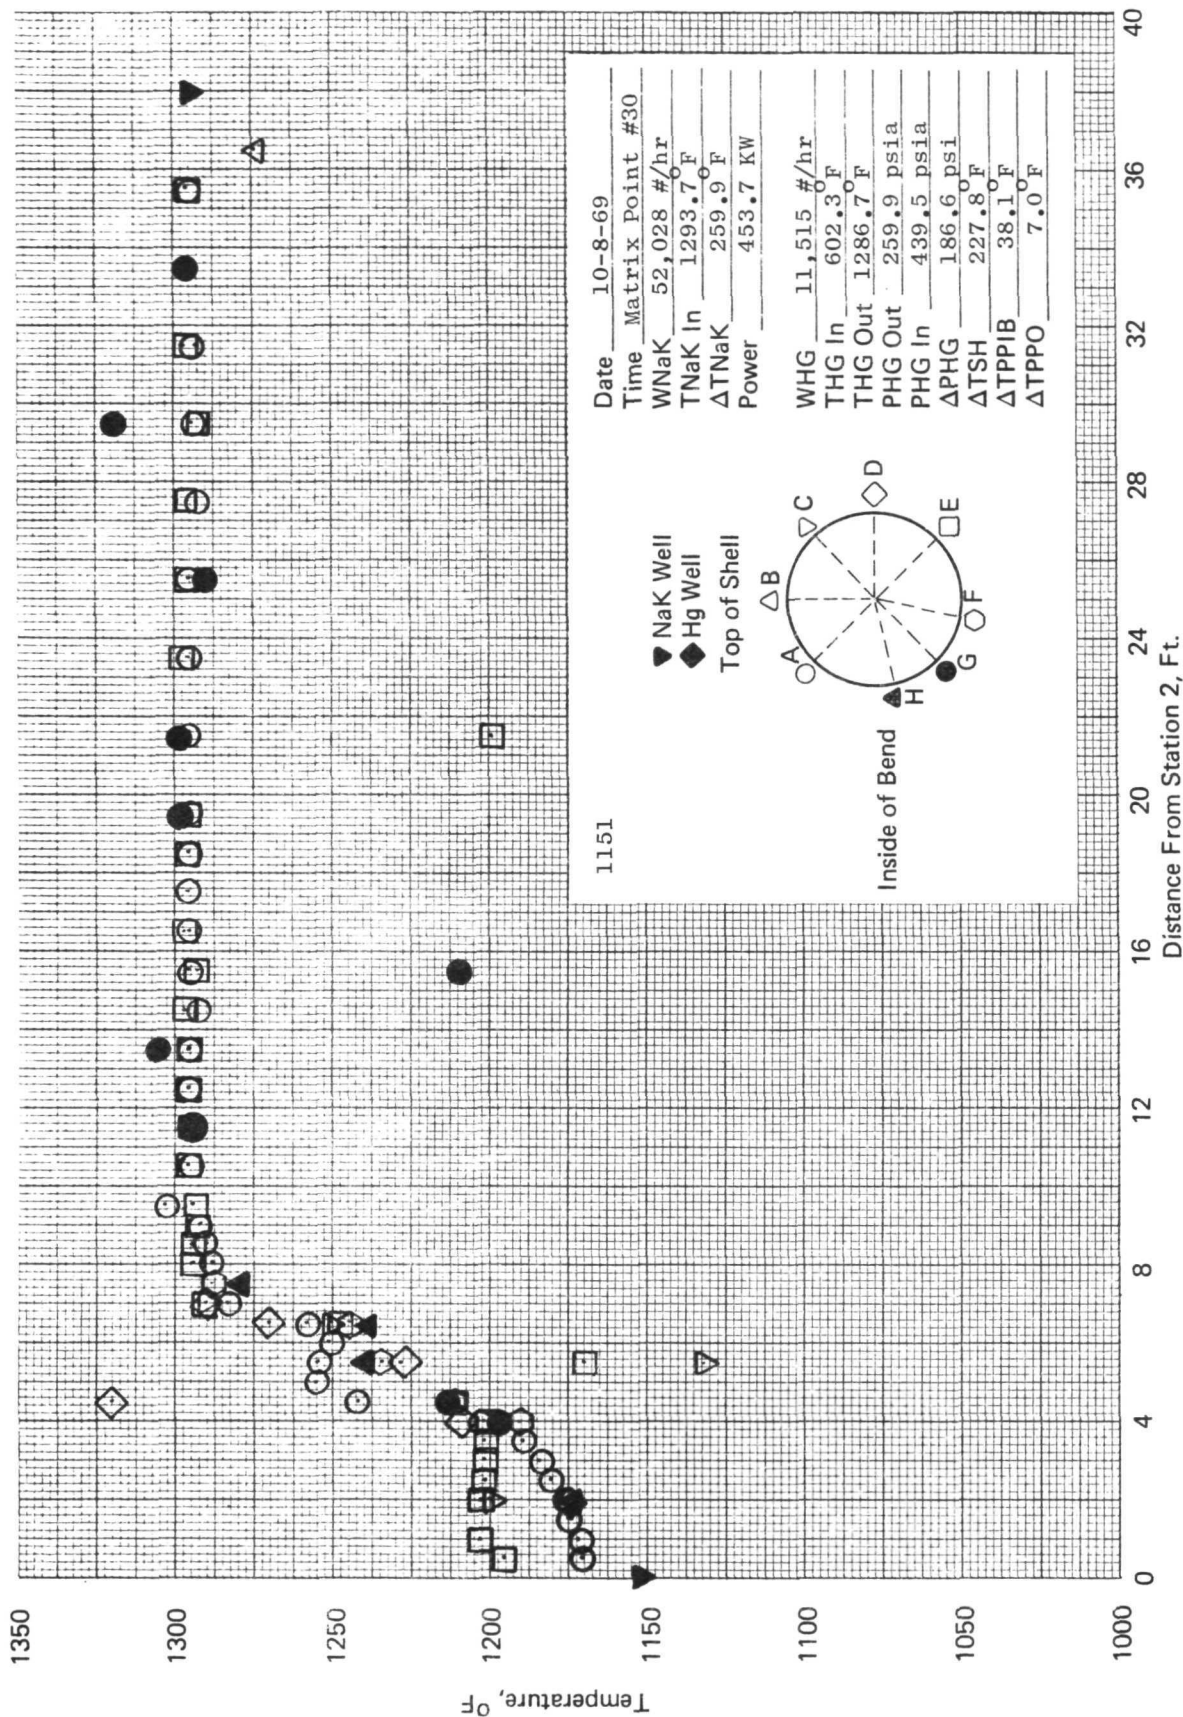 Temperature, °F
1350
1300
1250
1200
1150
1100
1050
1000
0
4
8
12
16
20
24
28
32
36
40
Distance From Station 2, Ft.
1151
NaK Well
Hg Well
Top of Shell
Inside of Bend
A
B
C
D
E
F
G
H
Date 10-8-69
Time Matrix Point #30
WNaK 52,028 #/hr
TNaK In 1293.7°F
ΔTNaK 259.9°F
Power 453.7 KW
WHG 11,515 #/hr
THG In 602.3°F
THG Out 1286.7°F
PHG Out 259.9 psia
PHG In 439.5 psia
ΔPHG 186.6 psi
ΔTSH 227.8°F
ΔTPPIB 38.1°F
ΔTPPO 7.0°F